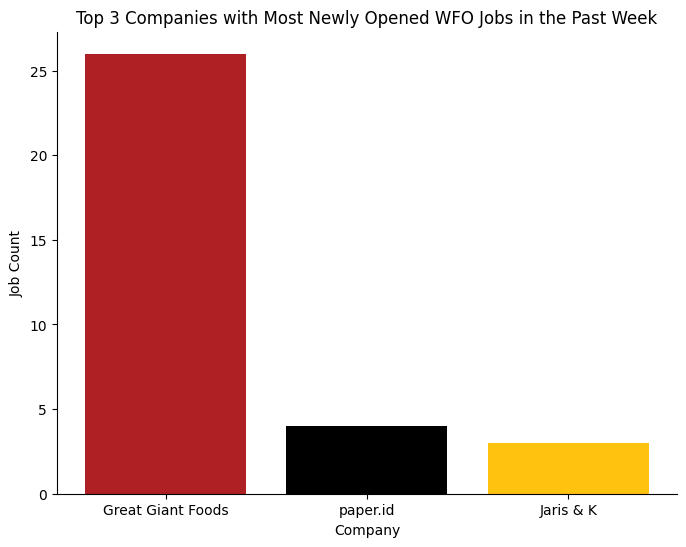 Top 3 Companies with Most Newly Opened WFO Jobs in the Past Week
Job Count
25
20
15
10
5
0
Great Giant Foods
paper.id
Jaris & K
Company